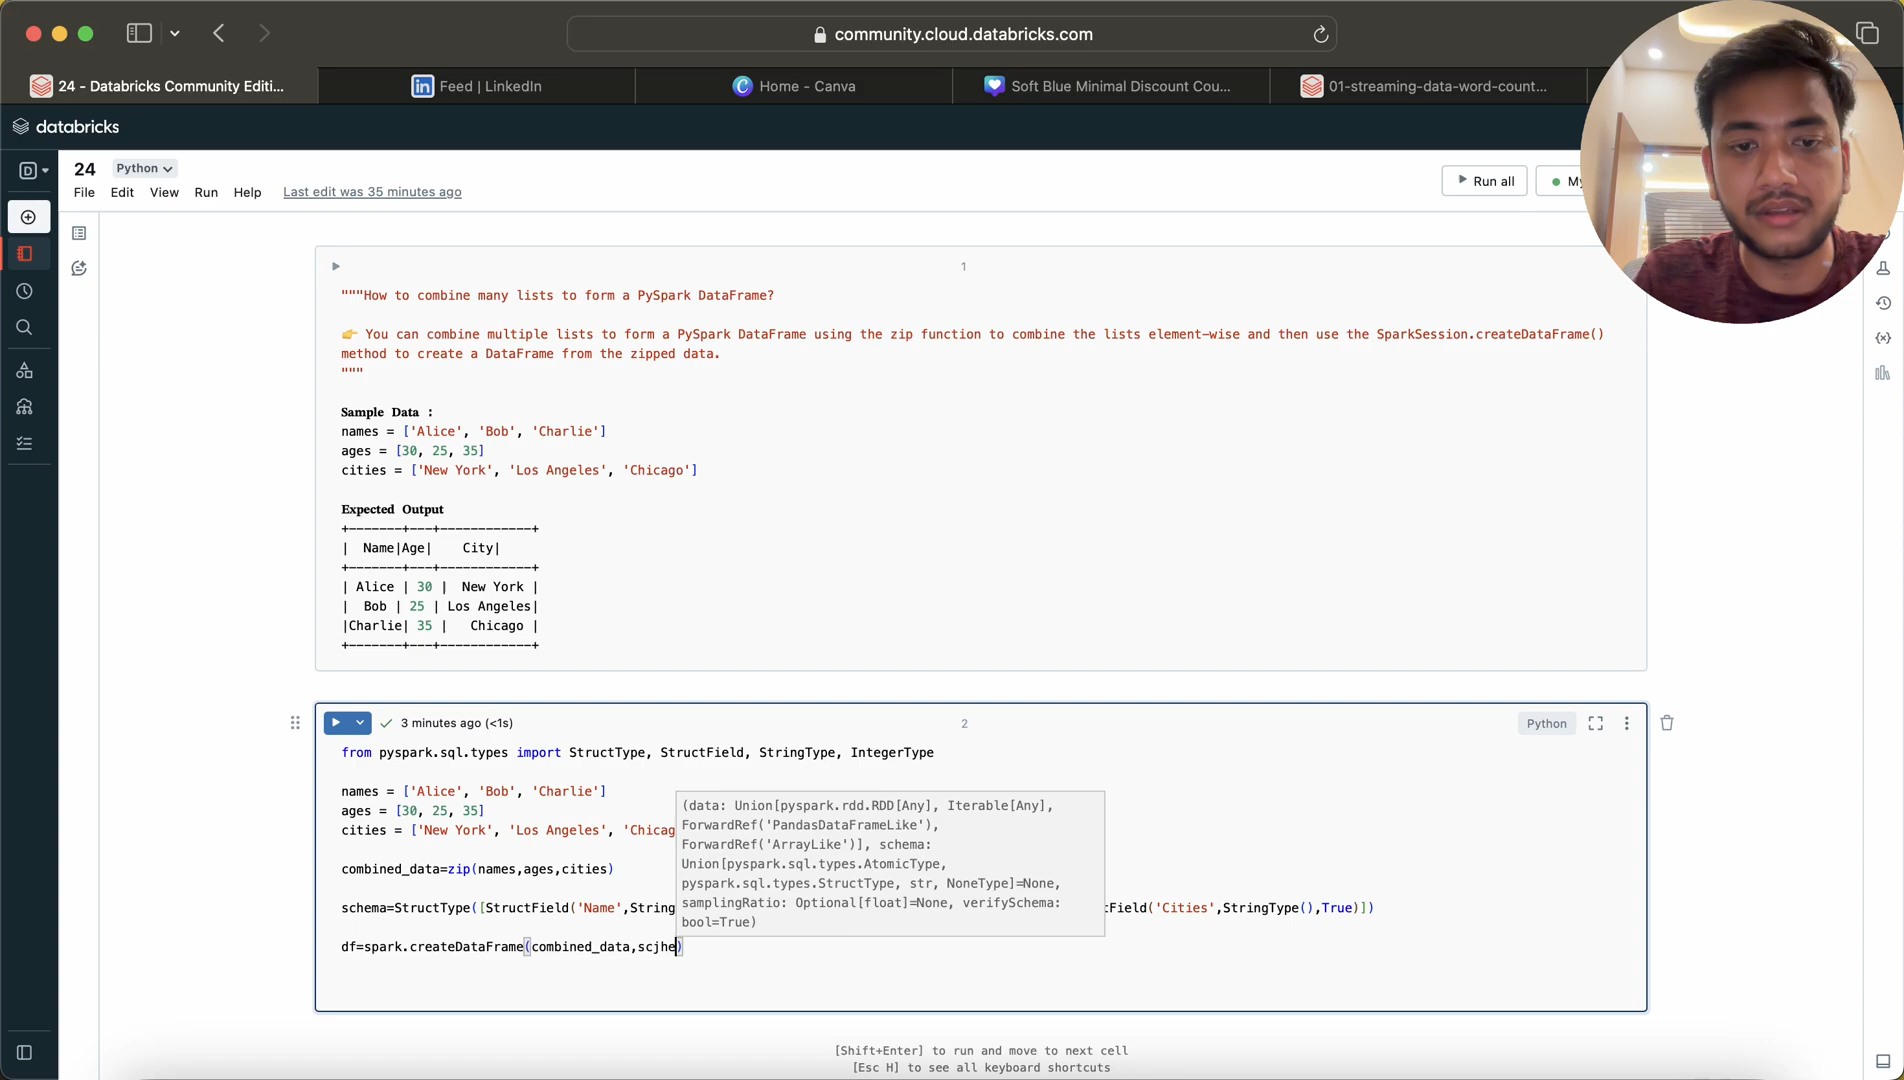 community.cloud.databricks.com
24 - Databricks Community Editi...
Feed | LinkedIn
Home - Canva
Soft Blue Minimal Discount Cou...
01-streaming-data-word-count...
databricks
D
24
Python
File Edit View Run Help Last edit was 35 minutes ago
Run all
My
1
"""How to combine many lists to form a PySpark DataFrame?
👉 You can combine multiple lists to form a PySpark DataFrame using the zip function to combine the lists element-wise and then use the SparkSession.createDataFrame()
method to create a DataFrame from the zipped data.
"""
Sample Data :
names = ['Alice', 'Bob', 'Charlie']
ages = [30, 25, 35]
cities = ['New York', 'Los Angeles', 'Chicago']
Expected Output
+-------+---+------------+
|  Name|Age|    City|
+-------+---+------------+
| Alice | 30 |  New York |
|  Bob | 25 | Los Angeles|
|Charlie| 35 |   Chicago |
+-------+---+------------+
3 minutes ago (<1s)
2
Python
from pyspark.sql.types import StructType, StructField, StringType, IntegerType
names = ['Alice', 'Bob', 'Charlie']
ages = [30, 25, 35]
cities = ['New York', 'Los Angeles', 'Chicag
combined_data=zip(names,ages,cities)
schema=StructType([StructField('Name',String
tField('Cities',StringType(),True)])
df=spark.createDataFrame(combined_data,scjhe)
(data: Union[pyspark.rdd.RDD[Any], Iterable[Any],
ForwardRef('PandasDataFrameLike'),
ForwardRef('ArrayLike')], schema:
Union[pyspark.sql.types.AtomicType,
pyspark.sql.types.StructType, str, NoneType]=None,
samplingRatio: Optional[float]=None, verifySchema:
bool=True)
[Shift+Enter] to run and move to next cell
[Esc H] to see all keyboard shortcuts